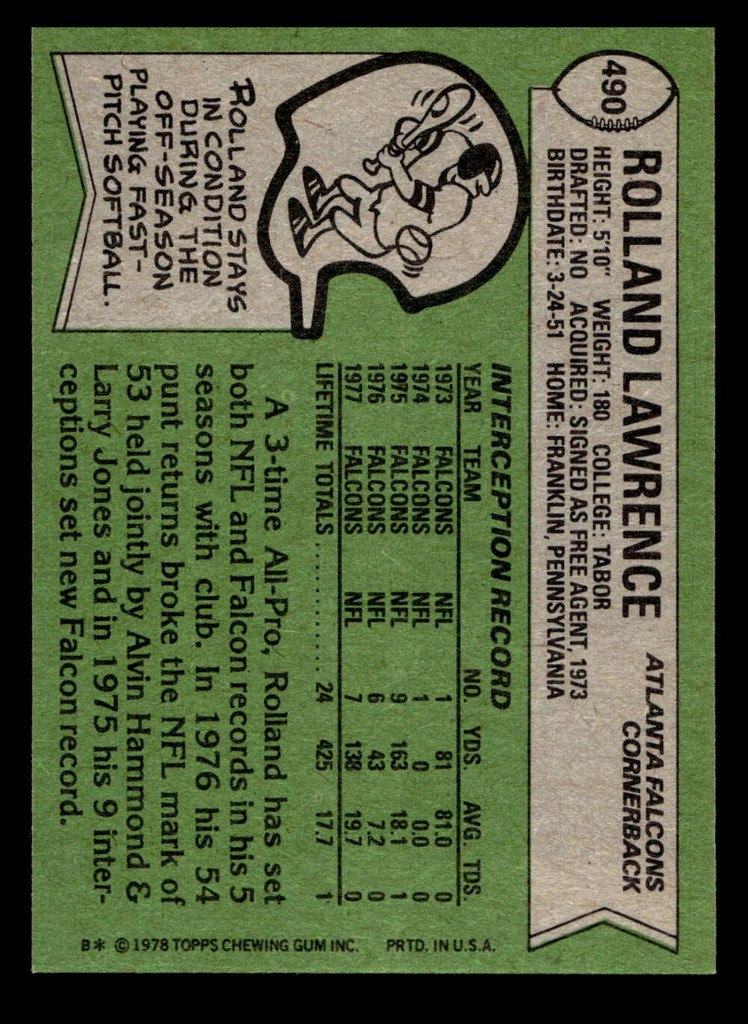 490
ROLLAND LAWRENCE
ATLANTA FALCONS
CORNERBACK
HEIGHT: 5'10" WEIGHT: 180 COLLEGE: TABOR
DRAFTED: NO ACQUIRED: SIGNED AS FREE AGENT, 1973
BIRTHDATE: 3-24-51 HOME: FRANKLIN, PENNSYLVANIA
ROLLAND STAYS
IN CONDITION
DURING THE
OFF-SEASON
PLAYING FAST-
PITCH SOFTBALL.
INTERCEPTION RECORD
YEAR TEAM NO. YDS. AVG. TDS.
1973 FALCONS NFL 1 81 81.0 0
1974 FALCONS NFL 1 0 0.0 0
1975 FALCONS NFL 9 163 18.1 1
1976 FALCONS NFL 6 43 7.2 0
1977 FALCONS NFL 7 138 19.7 0
LIFETIME TOTALS .............. 24 425 17.7 1
A 3-time All-Pro, Rolland has set
both NFL and Falcon records in his 5
seasons with club. In 1976 his 54
punt returns broke the NFL mark of
53 held jointly by Alvin Hammond &
Larry Jones and in 1975 his 9 inter-
ceptions set new Falcon record.
B* © 1978 TOPPS CHEWING GUM INC. PRTD. IN U.S.A.